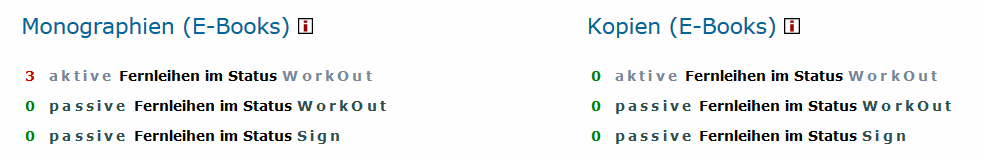 Monographien (E-Books) i
3 aktive Fernleihen im Status WorkOut
0 passive Fernleihen im Status WorkOut
0 passive Fernleihen im Status Sign
Kopien (E-Books) i
0 aktive Fernleihen im Status WorkOut
0 passive Fernleihen im Status WorkOut
0 passive Fernleihen im Status Sign